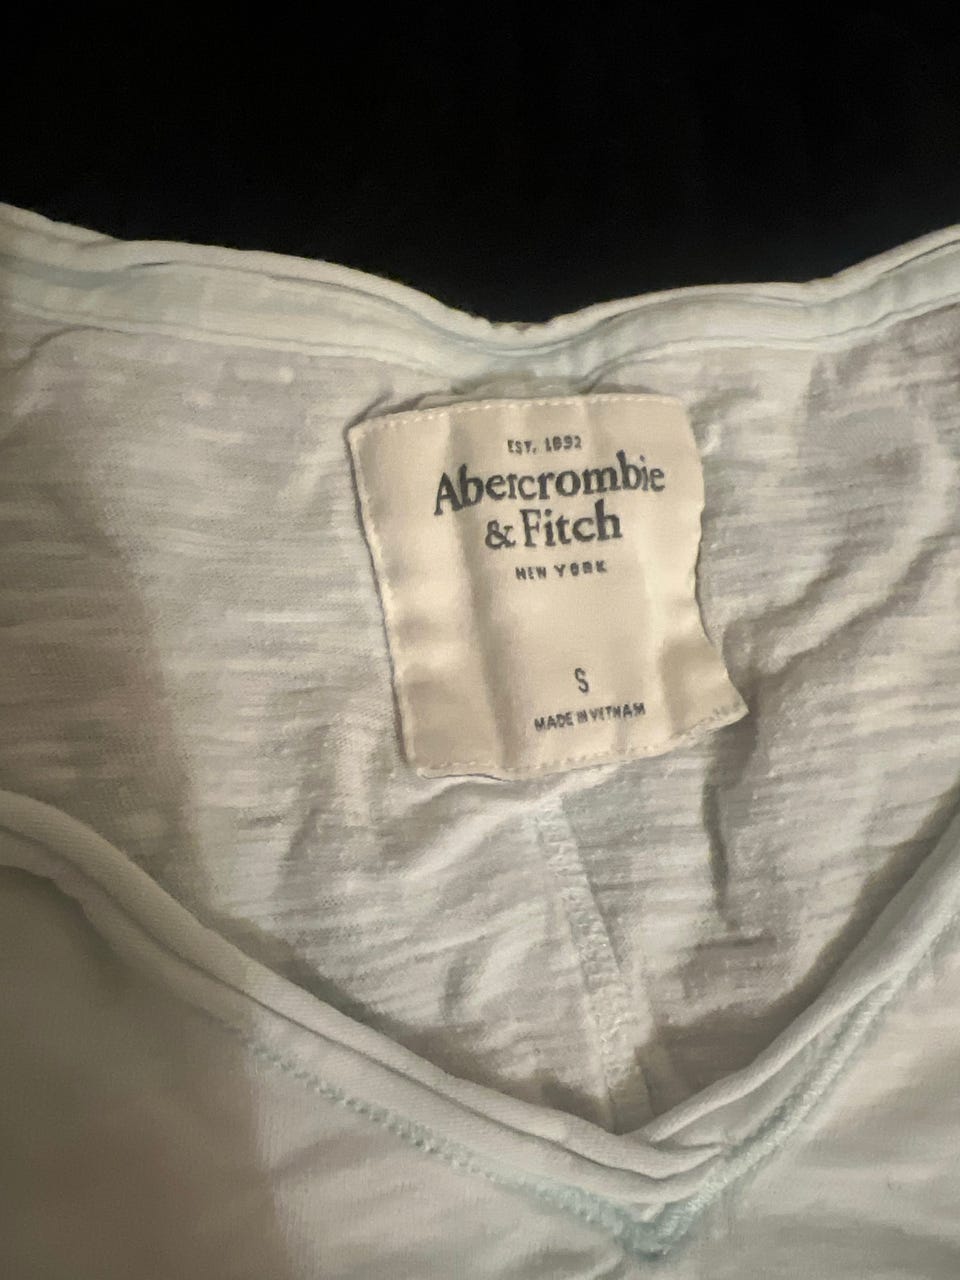 EST. 1892
Abercrombie
& Fitch
NEW YORK
S
MADE IN VIETNAM